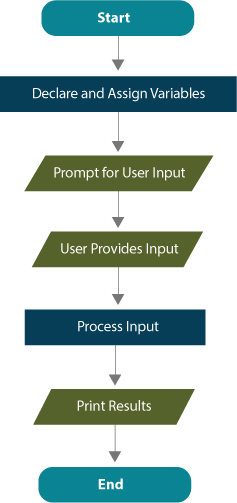 Start
Declare and Assign Variables
Prompt for User Input
User Provides Input
Process Input
Print Results
End